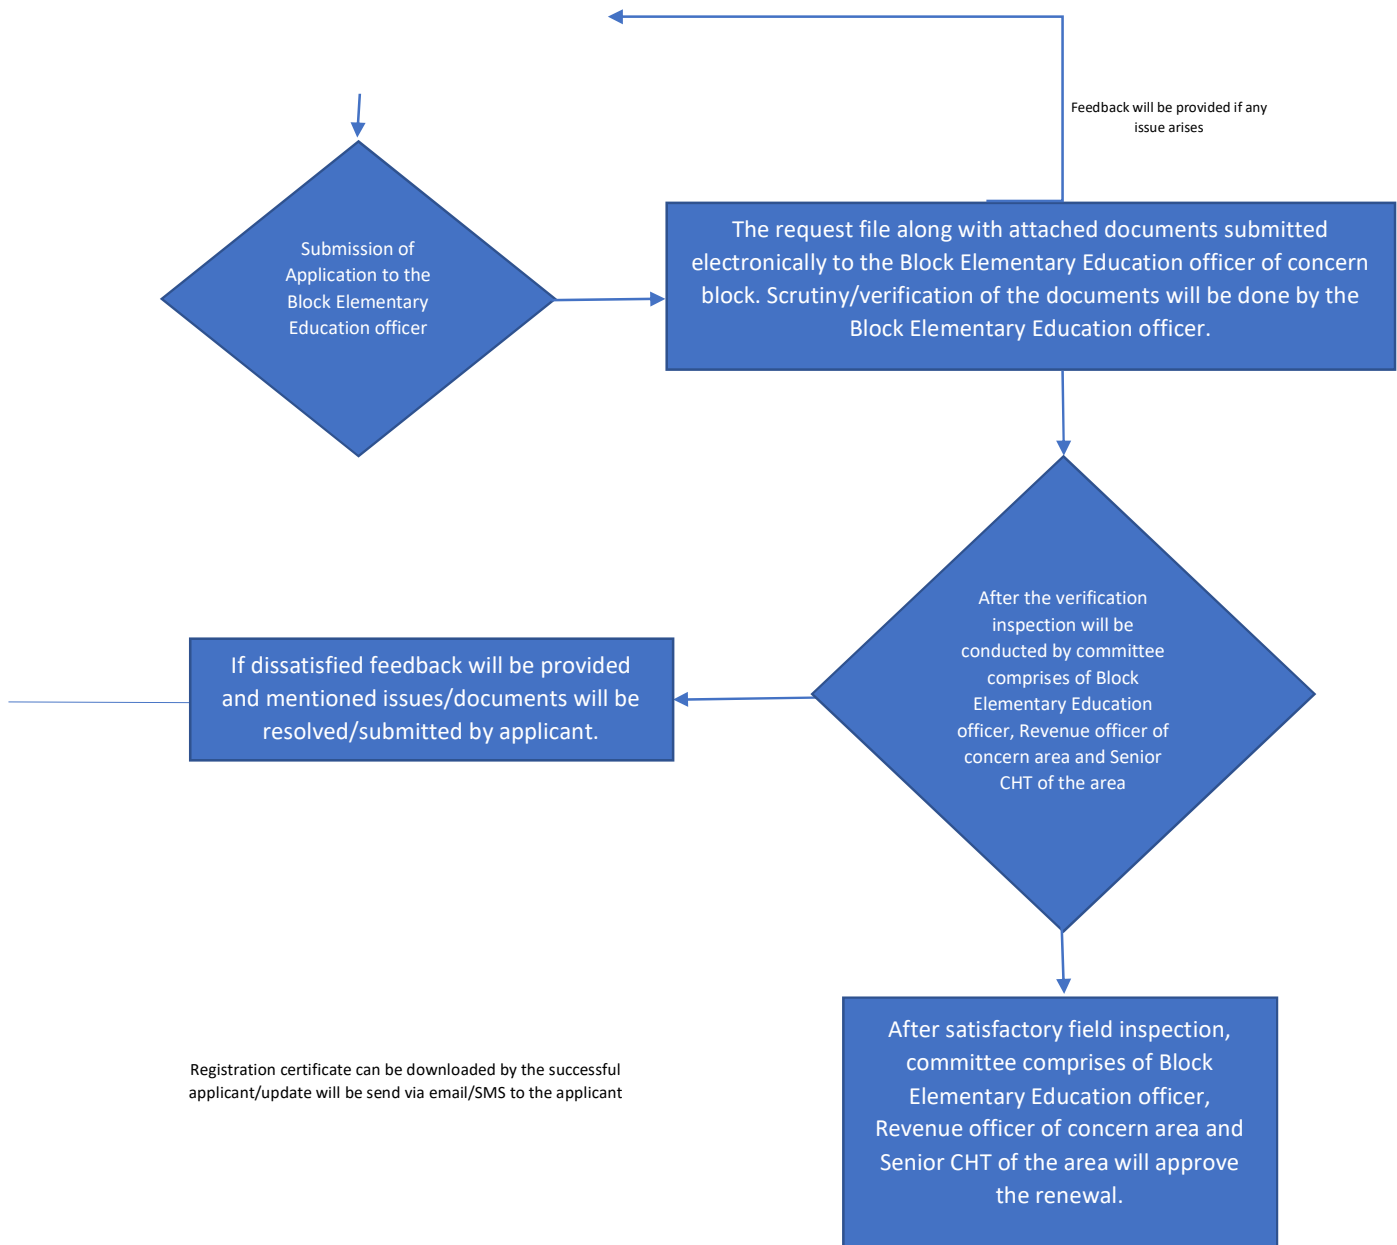 Feedback will be provided if any
issue arises
Submission of
Application to the
Block Elementary
Education officer
The request file along with attached documents submitted
electronically to the Block Elementary Education officer of concern
block. Scrutiny/verification of the documents will be done by the
Block Elementary Education officer.
After the verification
inspection will be
conducted by committee
comprises of Block
Elementary Education
officer, Revenue officer of
concern area and Senior
CHT of the area
If dissatisfied feedback will be provided
and mentioned issues/documents will be
resolved/submitted by applicant.
After satisfactory field inspection,
committee comprises of Block
Elementary Education officer,
Revenue officer of concern area and
Senior CHT of the area will approve
the renewal.
Registration certificate can be downloaded by the successful
applicant/update will be send via email/SMS to the applicant